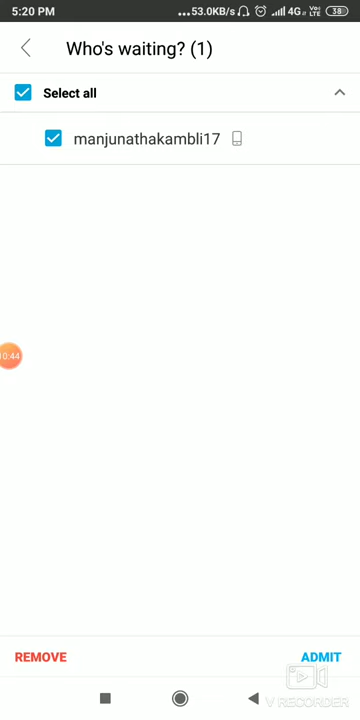 5:20 PM ...53.0KB/s 4G Vo) LTE 38
Who's waiting? (1)
Select all
manjunathakambli17
10:44
REMOVE ADMIT
V RECORDER